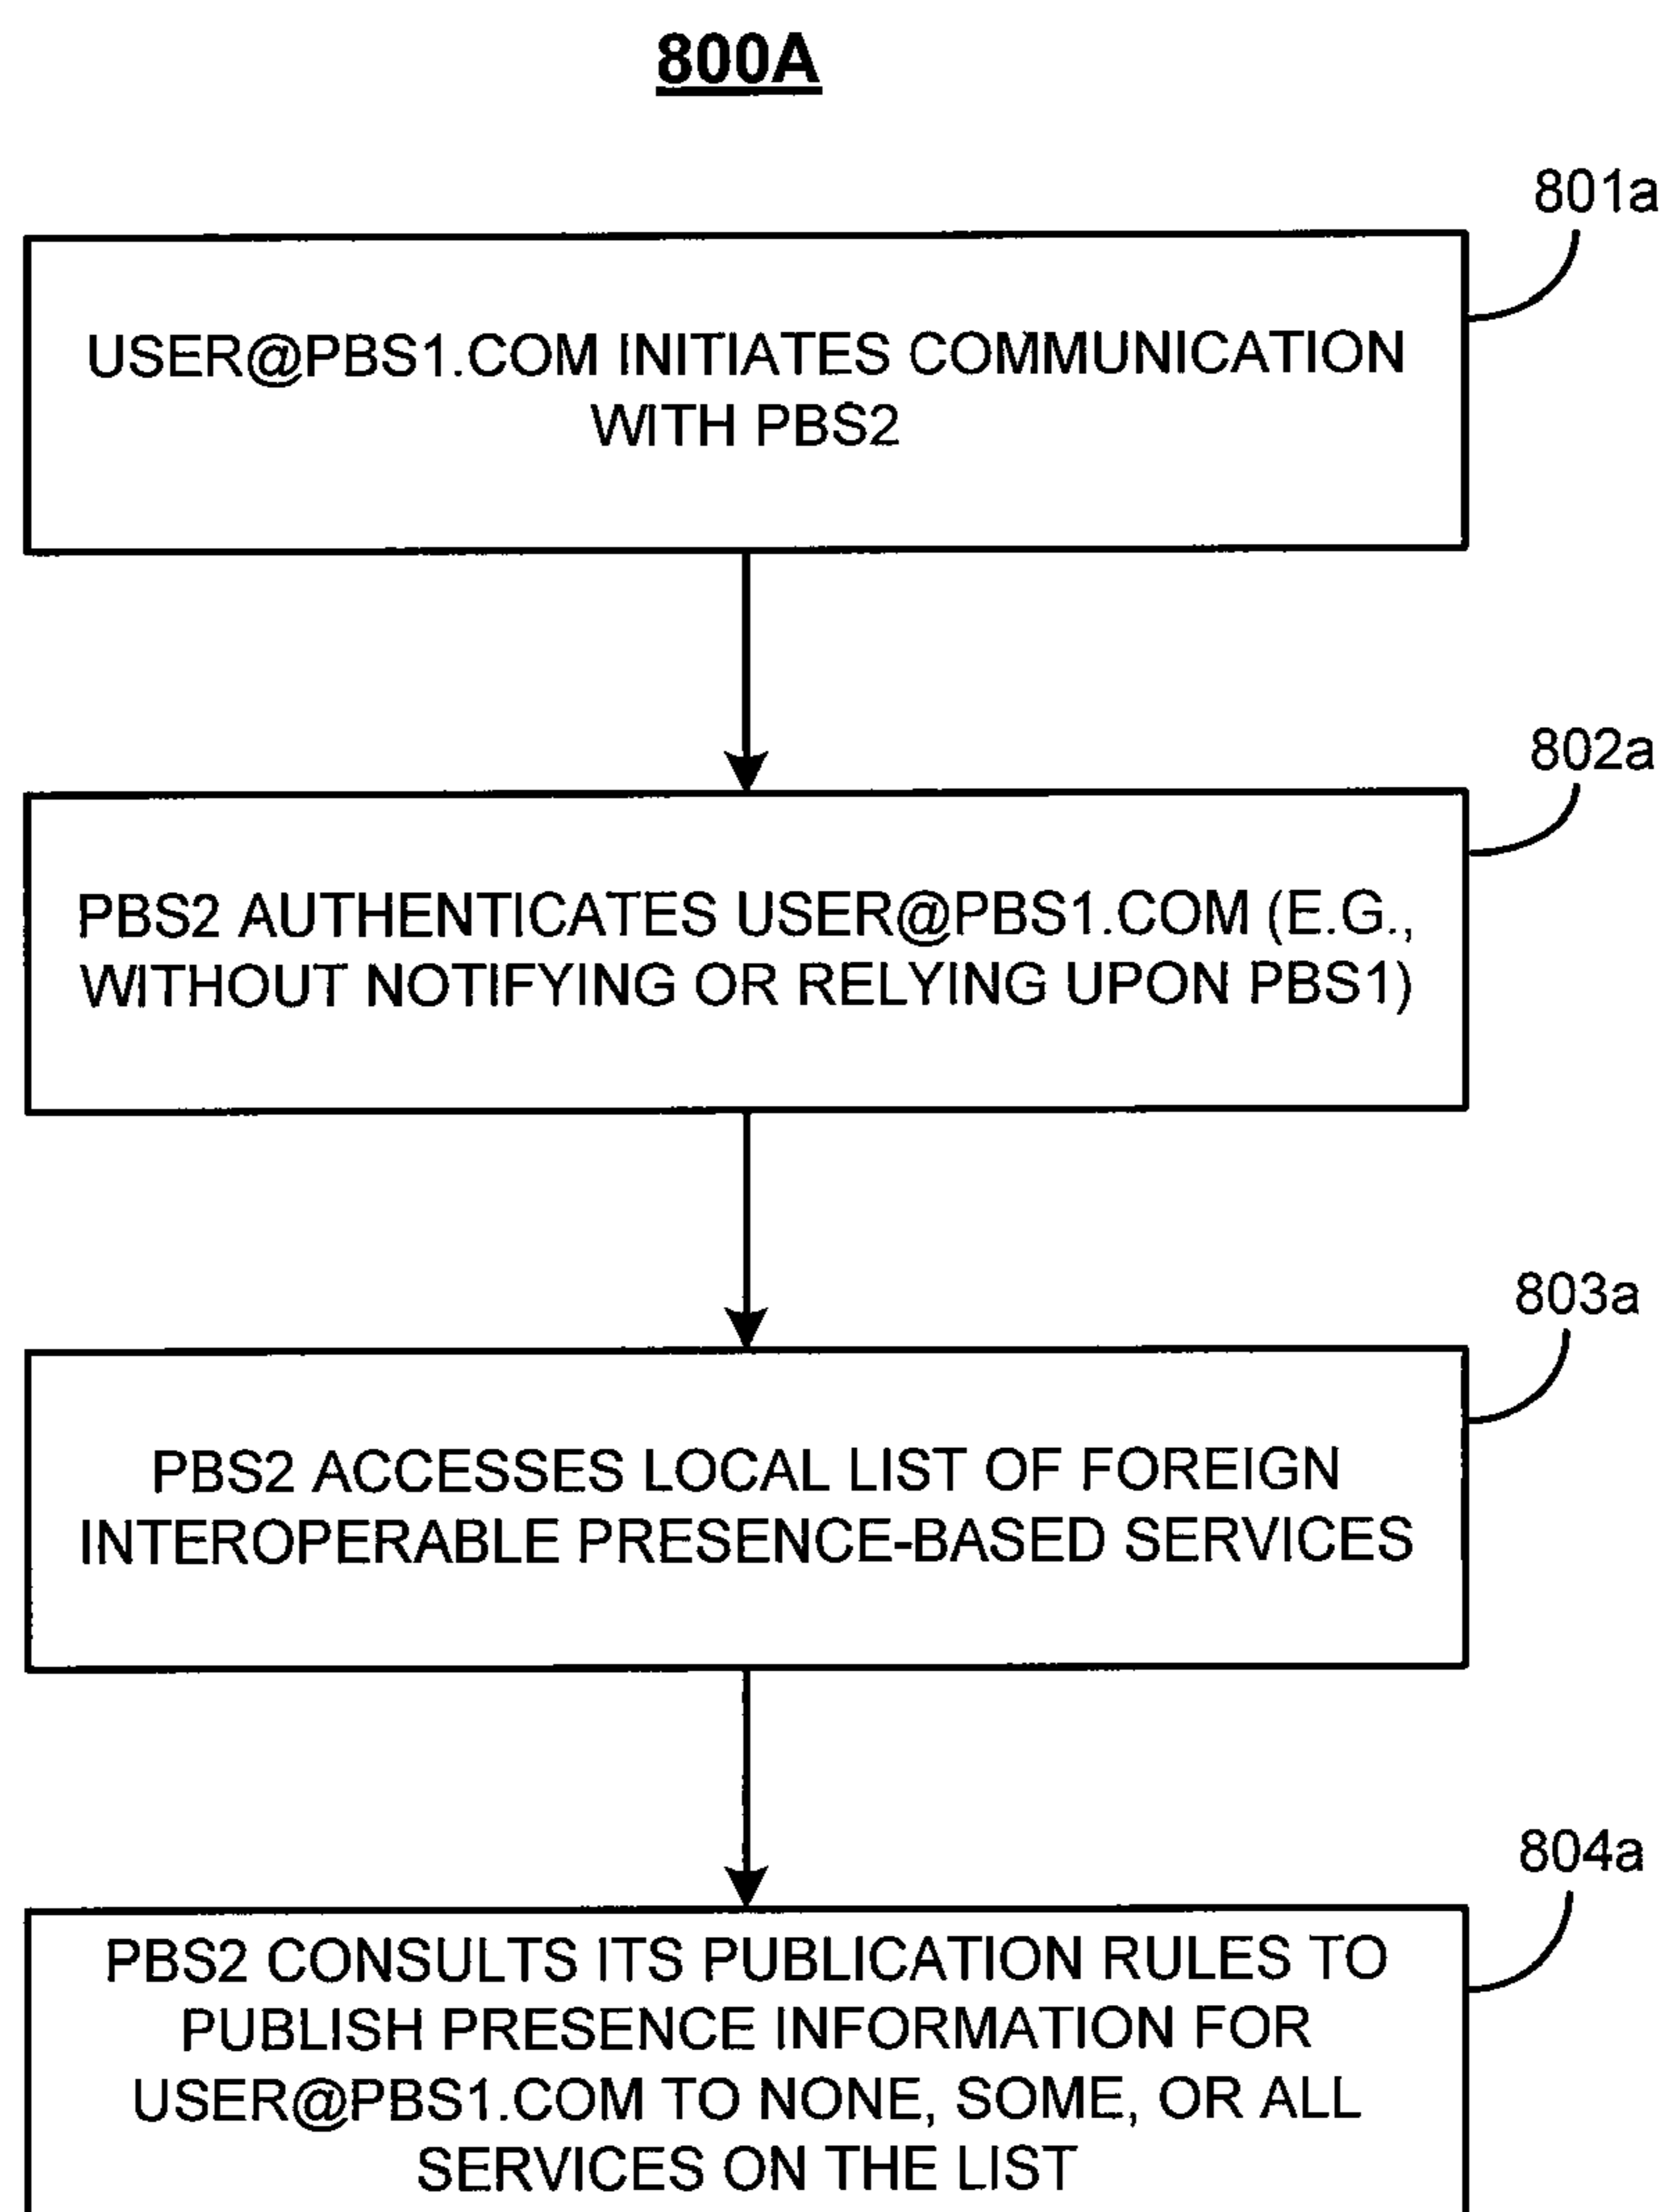 800A
801a
USER@PBS1.COM INITIATES COMMUNICATION
WITH PBS2
802a
PBS2 AUTHENTICATES USER@PBS1.COM (E.G.,
WITHOUT NOTIFYING OR RELYING UPON PBS1)
803a
PBS2 ACCESSES LOCAL LIST OF FOREIGN
INTEROPERABLE PRESENCE-BASED SERVICES
804a
PBS2 CONSULTS ITS PUBLICATION RULES TO
PUBLISH PRESENCE INFORMATION FOR
USER@PBS1.COM TO NONE, SOME, OR ALL
SERVICES ON THE LIST